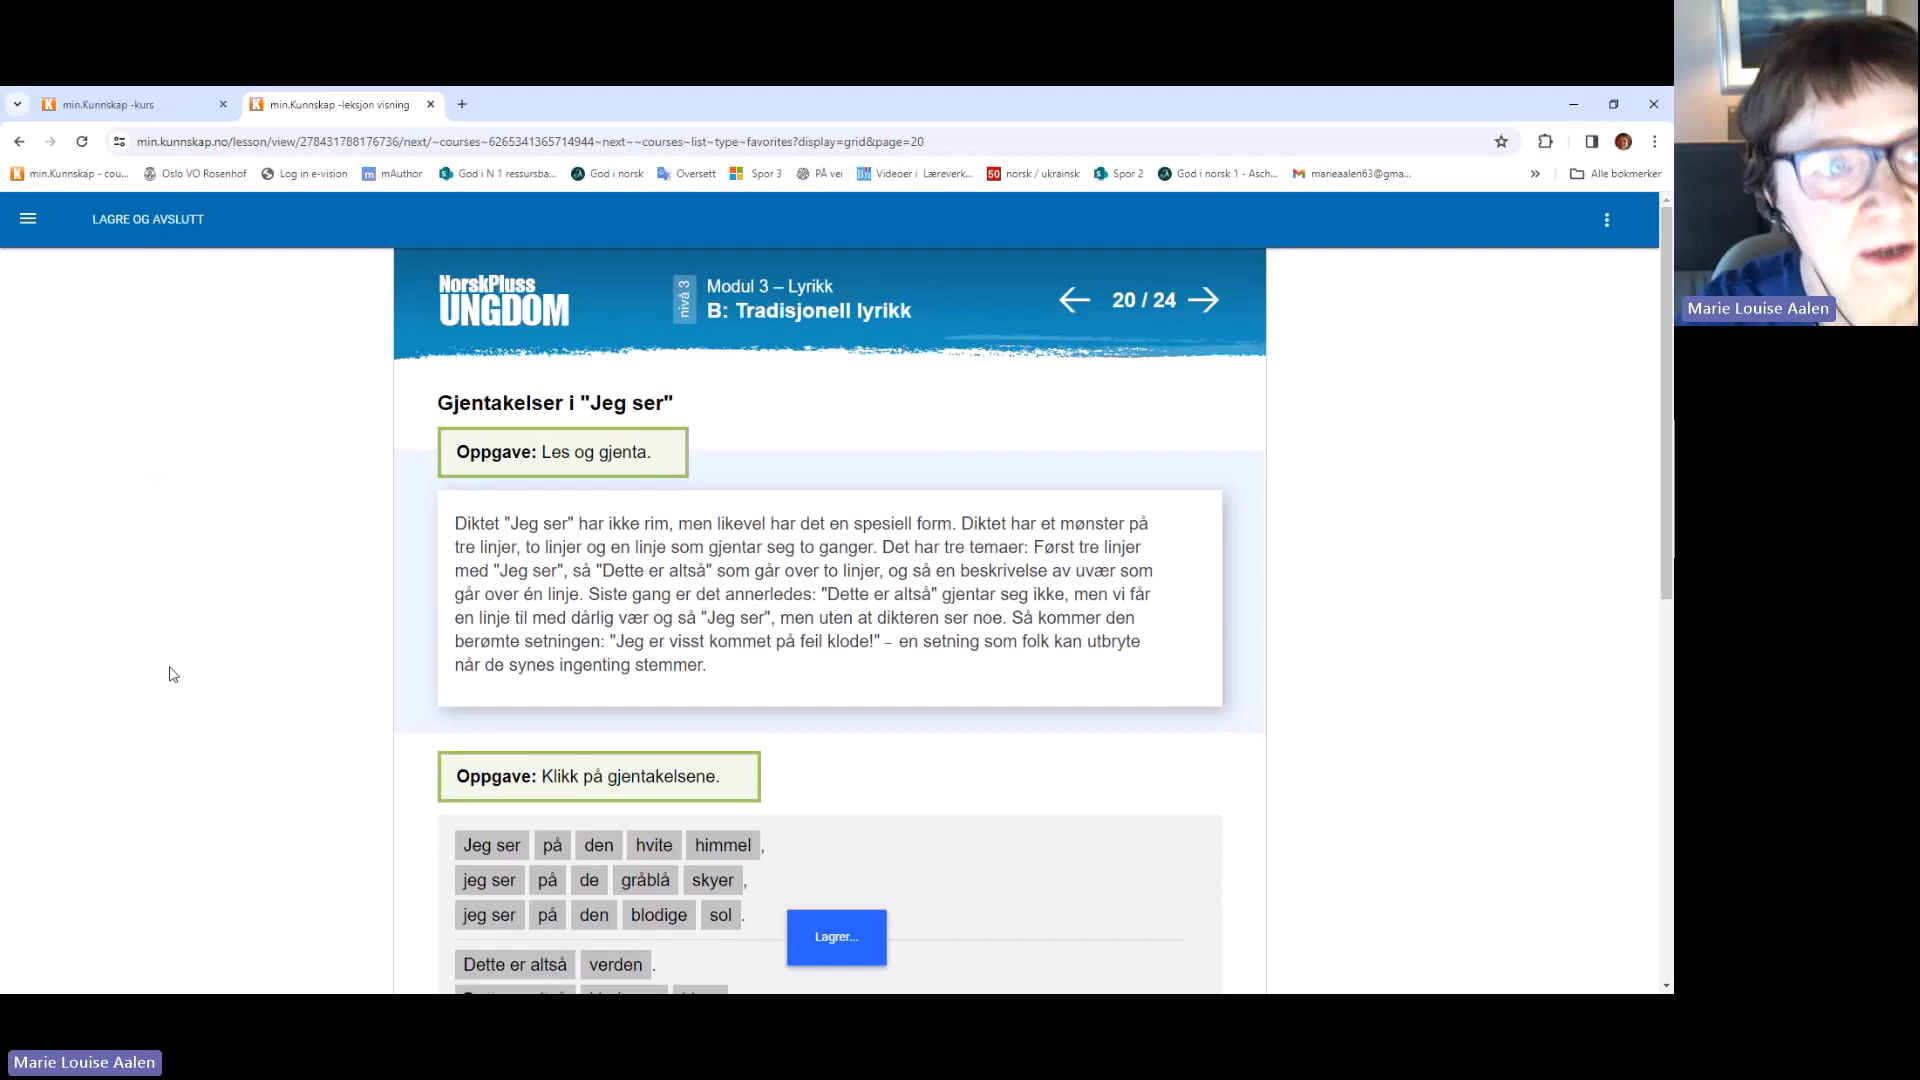 min.Kunnskap -kurs
min.Kunnskap -leksjon visning
min.kunnskap.no/lesson/view/278431788176736/next/~courses~6265341365714944~next~~courses~list~type~favorites?display=grid&page=20
min.Kunnskap - cou...
Oslo VO Rosenhof
Log in e-vision
mAuthor
God i N 1 ressursba...
God i norsk
Oversett
Spor 3
PÅ vei
Videoer i Læreverk...
norsk / ukrainsk
Spor 2
God i norsk 1 - Asch...
marieaalen63@gma...
»
Alle bokmerker
LAGRE OG AVSLUTT
NorskPluss
UNGDOM
nivå 3
Modul 3 – Lyrikk
B: Tradisjonell lyrikk
20 / 24
Marie Louise Aalen
Gjentakelser i "Jeg ser"
Oppgave: Les og gjenta.
Diktet "Jeg ser" har ikke rim, men likevel har det en spesiell form. Diktet har et mønster på
tre linjer, to linjer og en linje som gjentar seg to ganger. Det har tre temaer: Først tre linjer
med "Jeg ser", så "Dette er altså" som går over to linjer, og så en beskrivelse av uvær som
går over én linje. Siste gang er det annerledes: "Dette er altså" gjentar seg ikke, men vi får
en linje til med dårlig vær og så "Jeg ser", men uten at dikteren ser noe. Så kommer den
berømte setningen: "Jeg er visst kommet på feil klode!" - en setning som folk kan utbryte
når de synes ingenting stemmer.
Oppgave: Klikk på gjentakelsene.
Jeg ser på den hvite himmel,
jeg ser på de gråblå skyer,
jeg ser på den blodige sol.
Lagrer...
Dette er altså verden.
Marie Louise Aalen